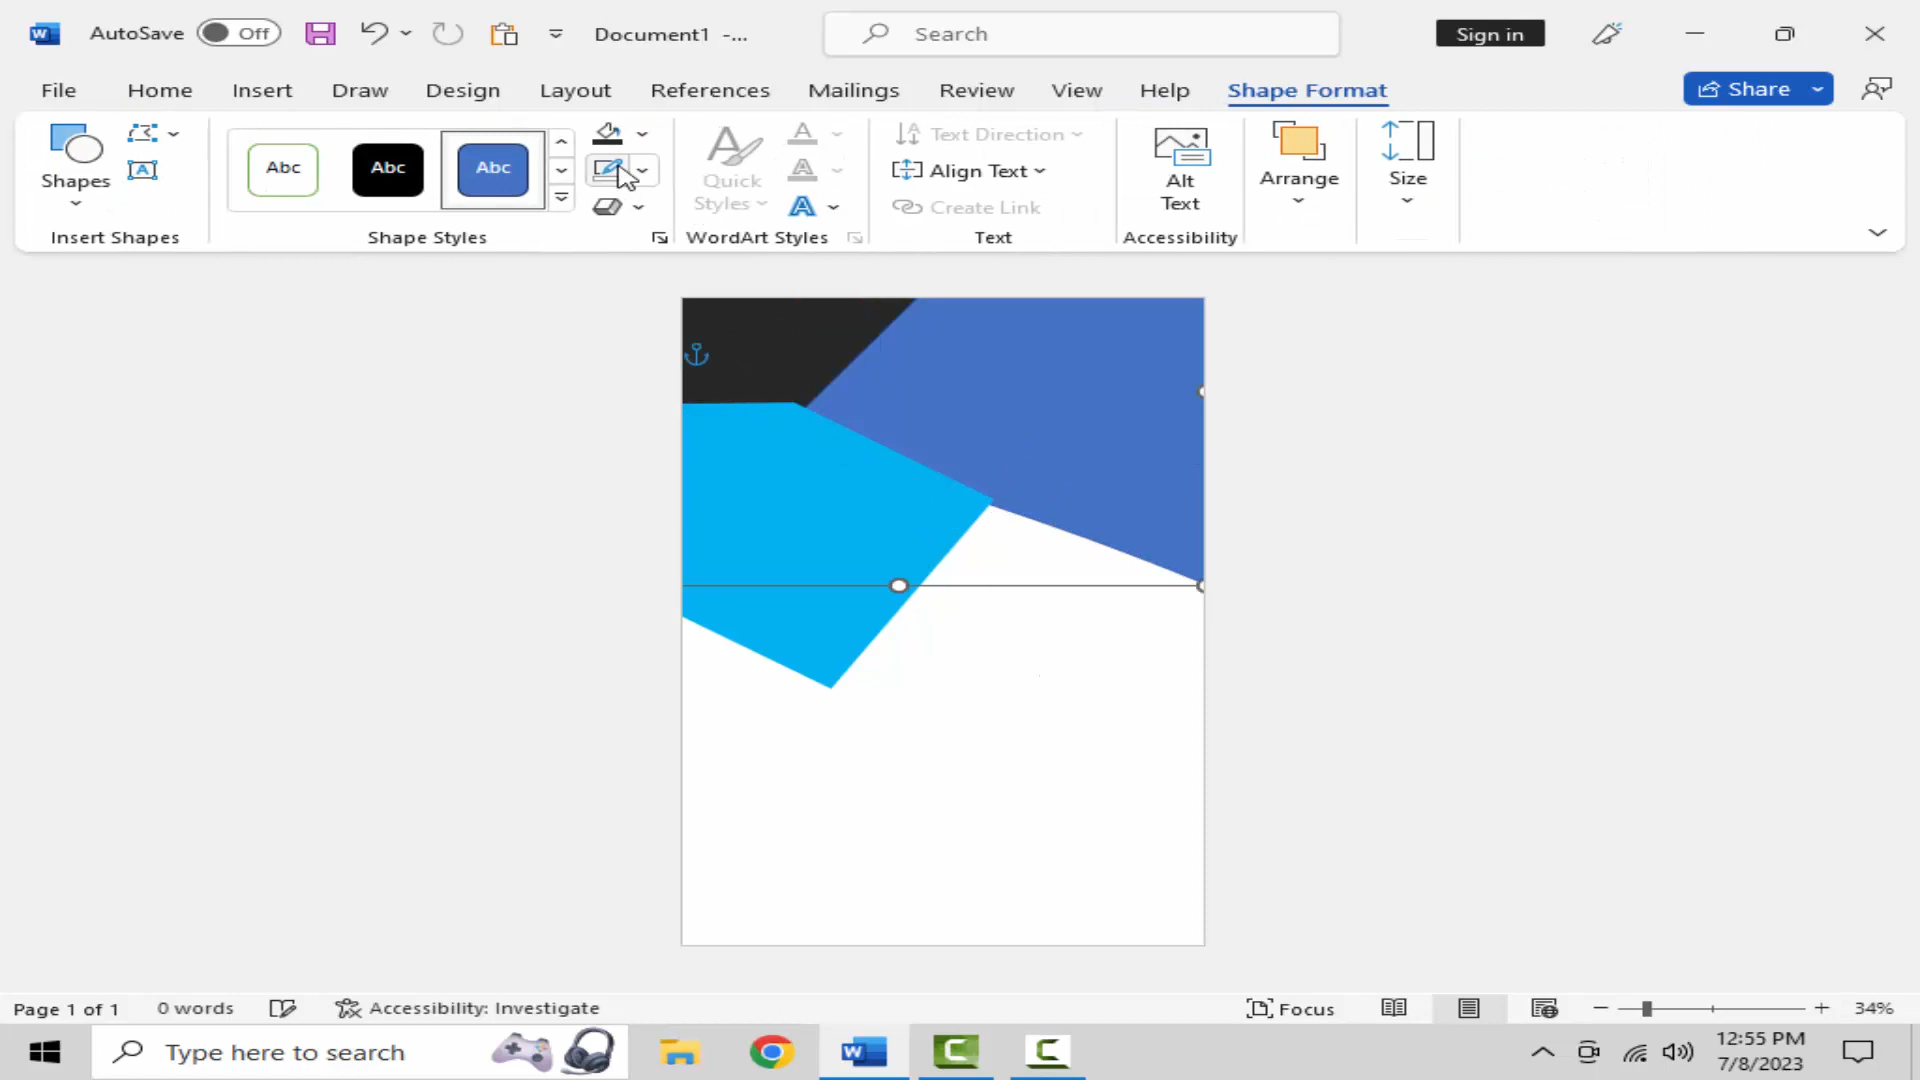 AutoSave Off Document1 -... Search Sign in
File Home Insert Draw Design Layout References Mailings Review View Help Shape Format Share
Shapes
Insert Shapes
Abc Abc Abc
Shape Styles
Quick
Styles
WordArt Styles
Text Direction
Align Text
Create Link
Text
Alt
Text
Accessibility
Arrange
Size
Page 1 of 1 0 words Accessibility: Investigate Focus 34%
Type here to search
12:55 PM
7/8/2023